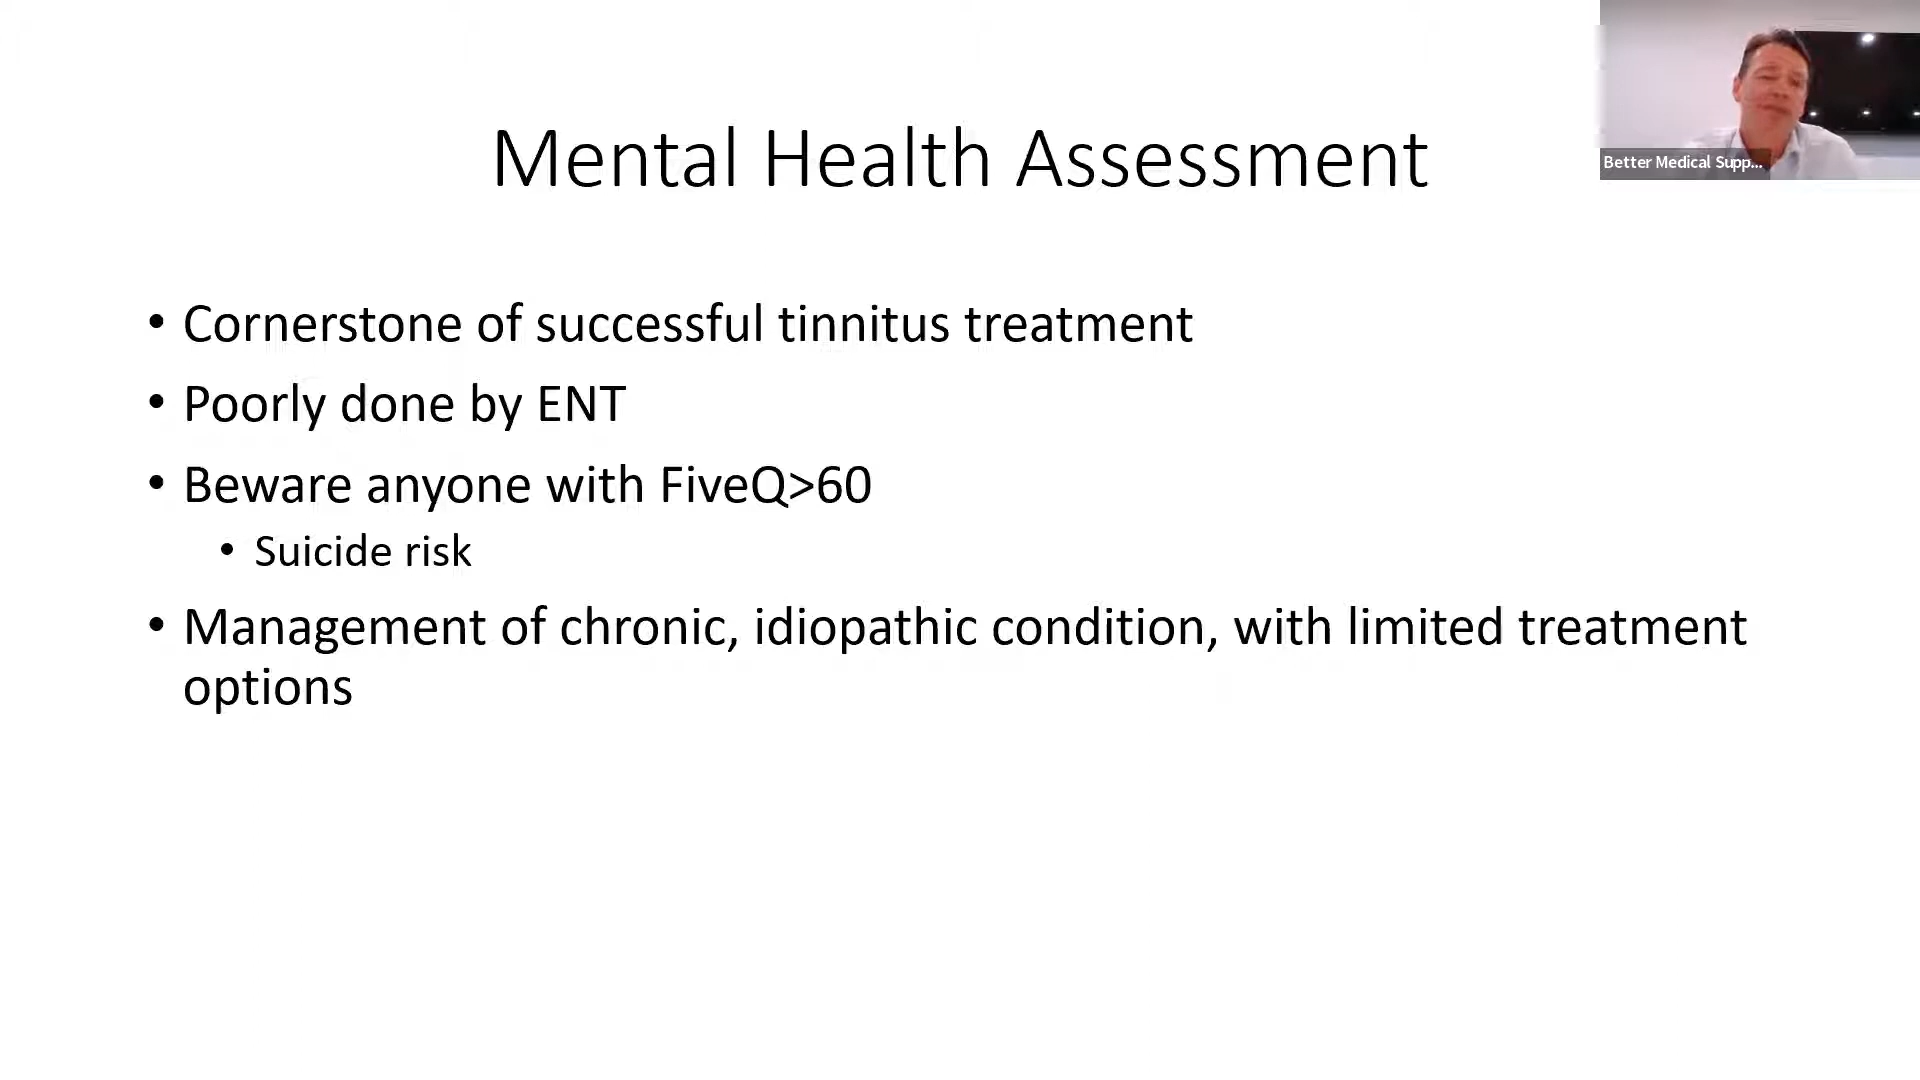 Mental Health Assessment
Better Medical Supp...
• Cornerstone of successful tinnitus treatment
• Poorly done by ENT
• Beware anyone with FiveQ>60
• Suicide risk
• Management of chronic, idiopathic condition, with limited treatment
options